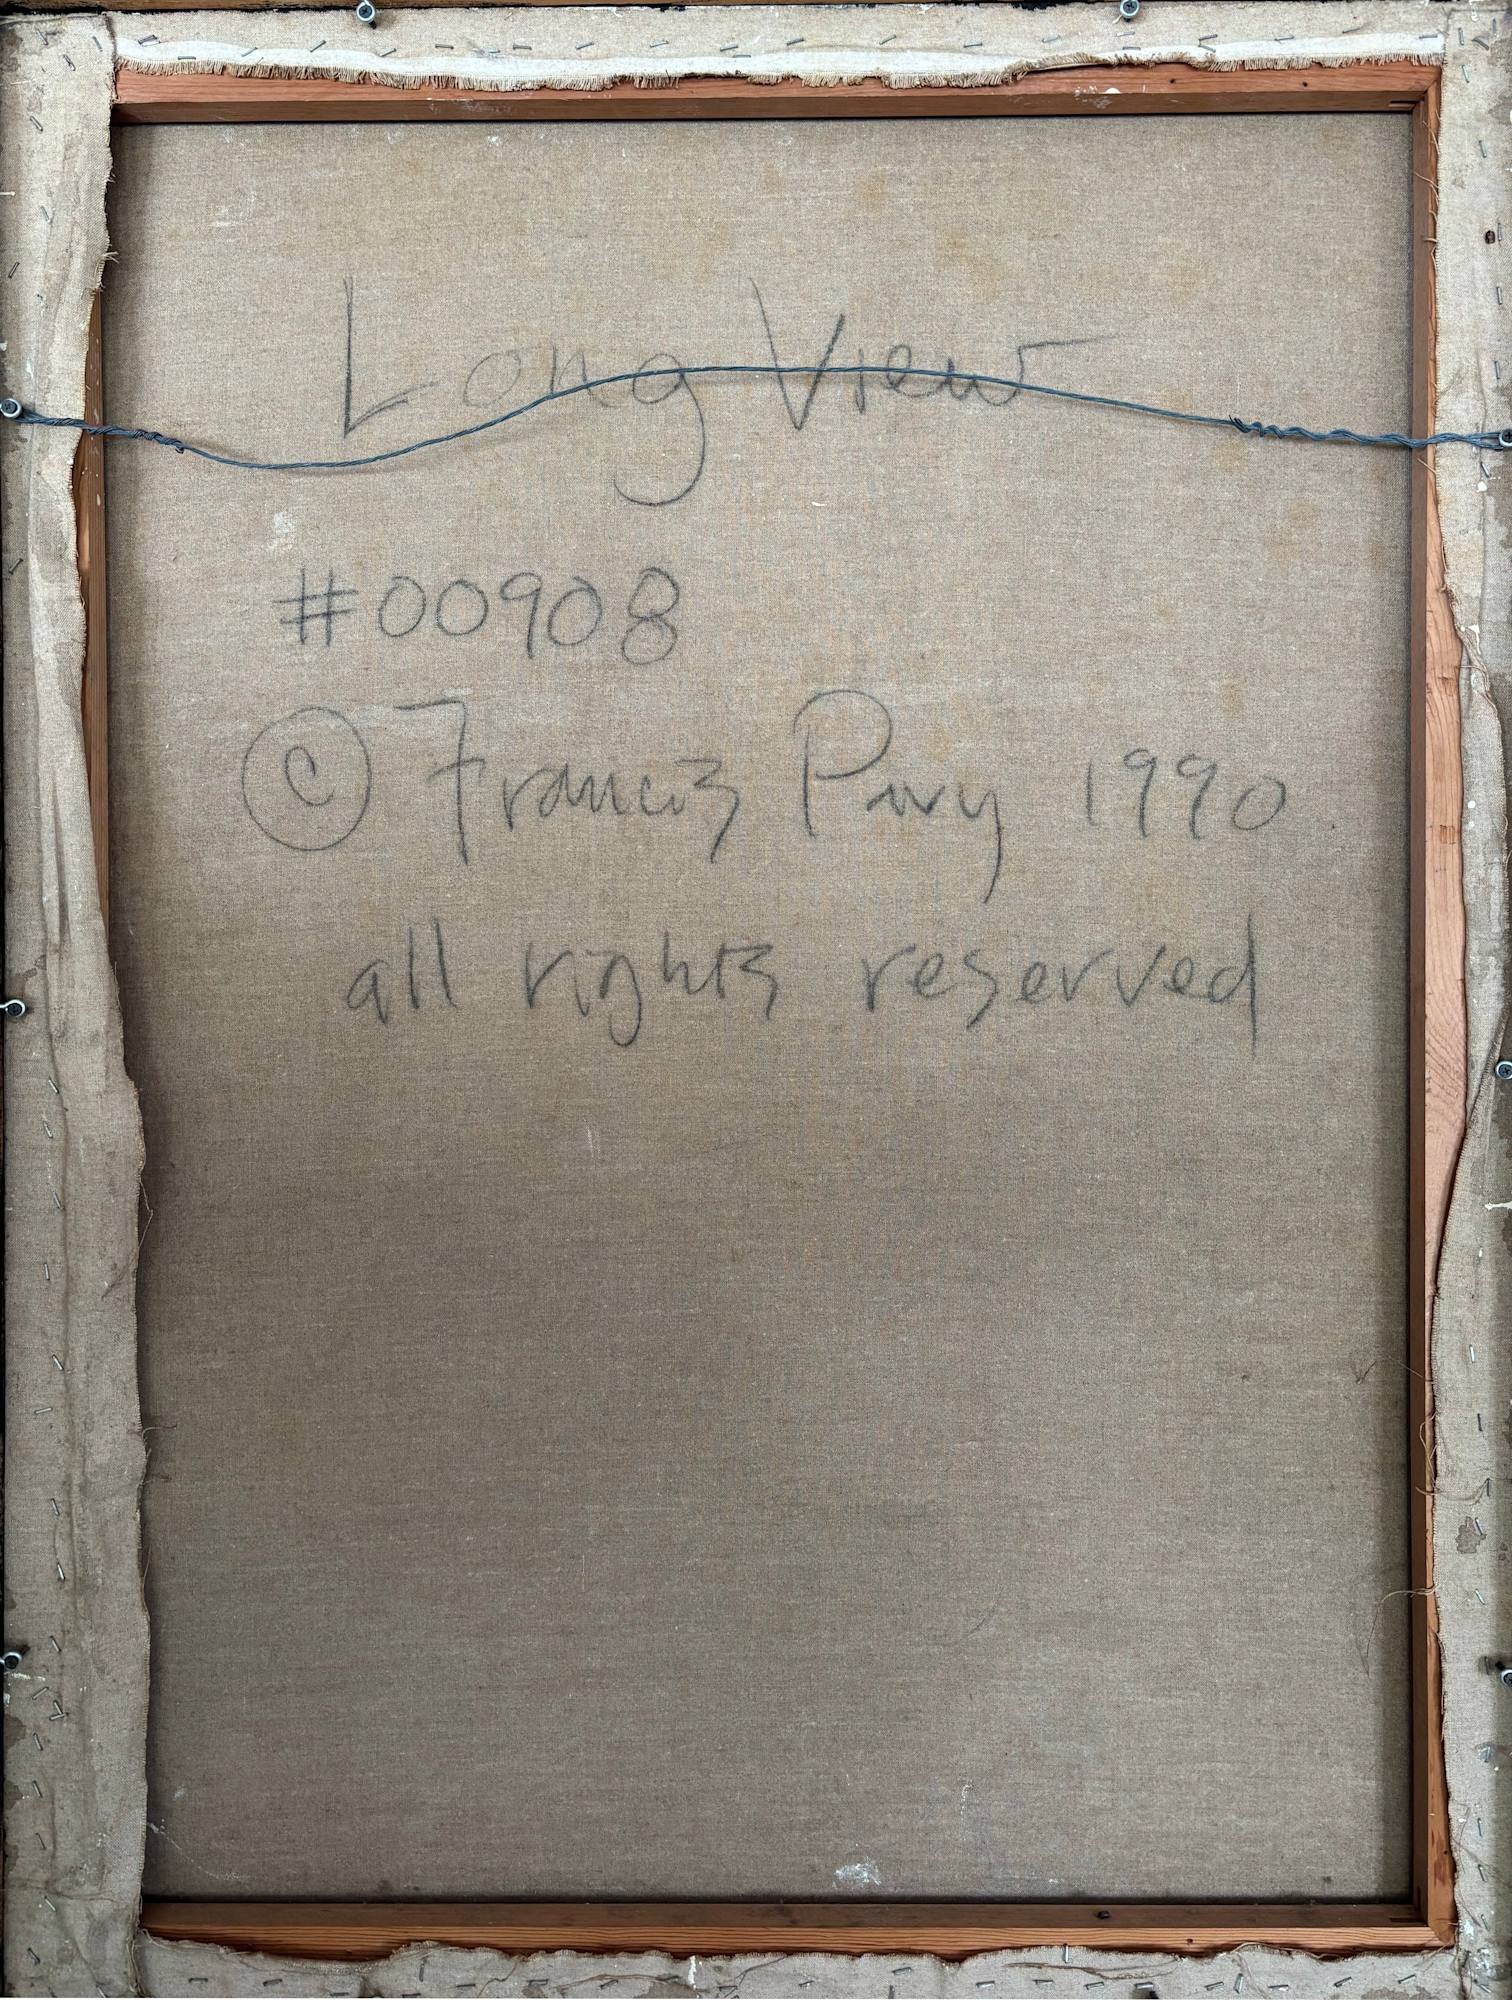 Long View
#00908
© Francis Pavy 1990
all rights reserved